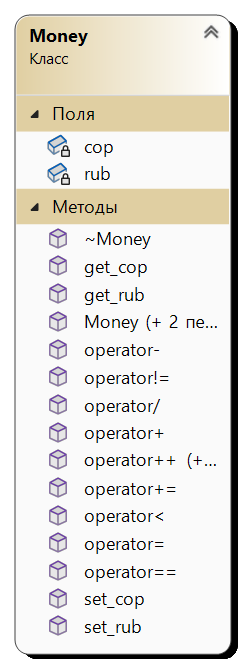 Money
Класс
Поля
cop
rub
Методы
~Money
get_cop
get_rub
Money (+ 2 пе...
operator-
operator!=
operator/
operator+
operator++ (+...
operator+=
operator<
operator=
operator==
set_cop
set_rub